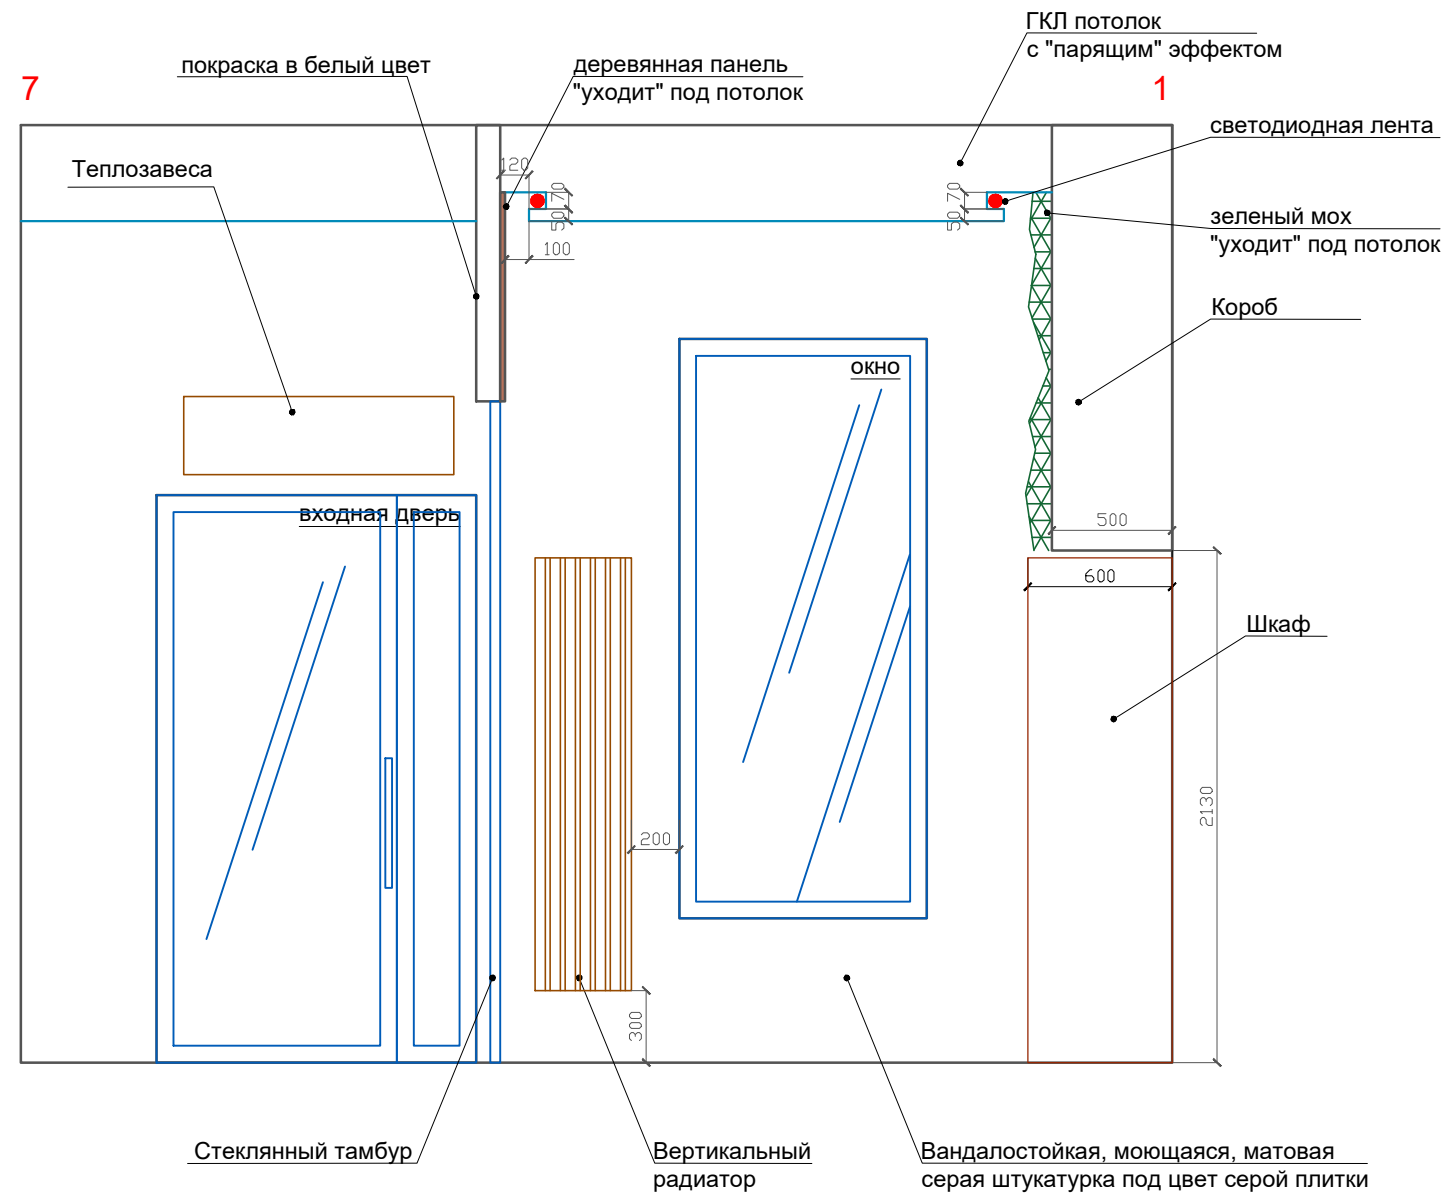 ГКЛ потолок
с "парящим" эффектом
покраска в белый цвет
деревянная панель
"уходит" под потолок
7
1
светодиодная лента
Теплозавеса
120
70
50
100
70
50
зеленый мох
"уходит" под потолок
Короб
окно
входная дверь
500
600
Шкаф
2130
200
300
Стеклянный тамбур
Вертикальный
радиатор
Вандалостойкая, моющаяся, матовая
серая штукатурка под цвет серой плитки